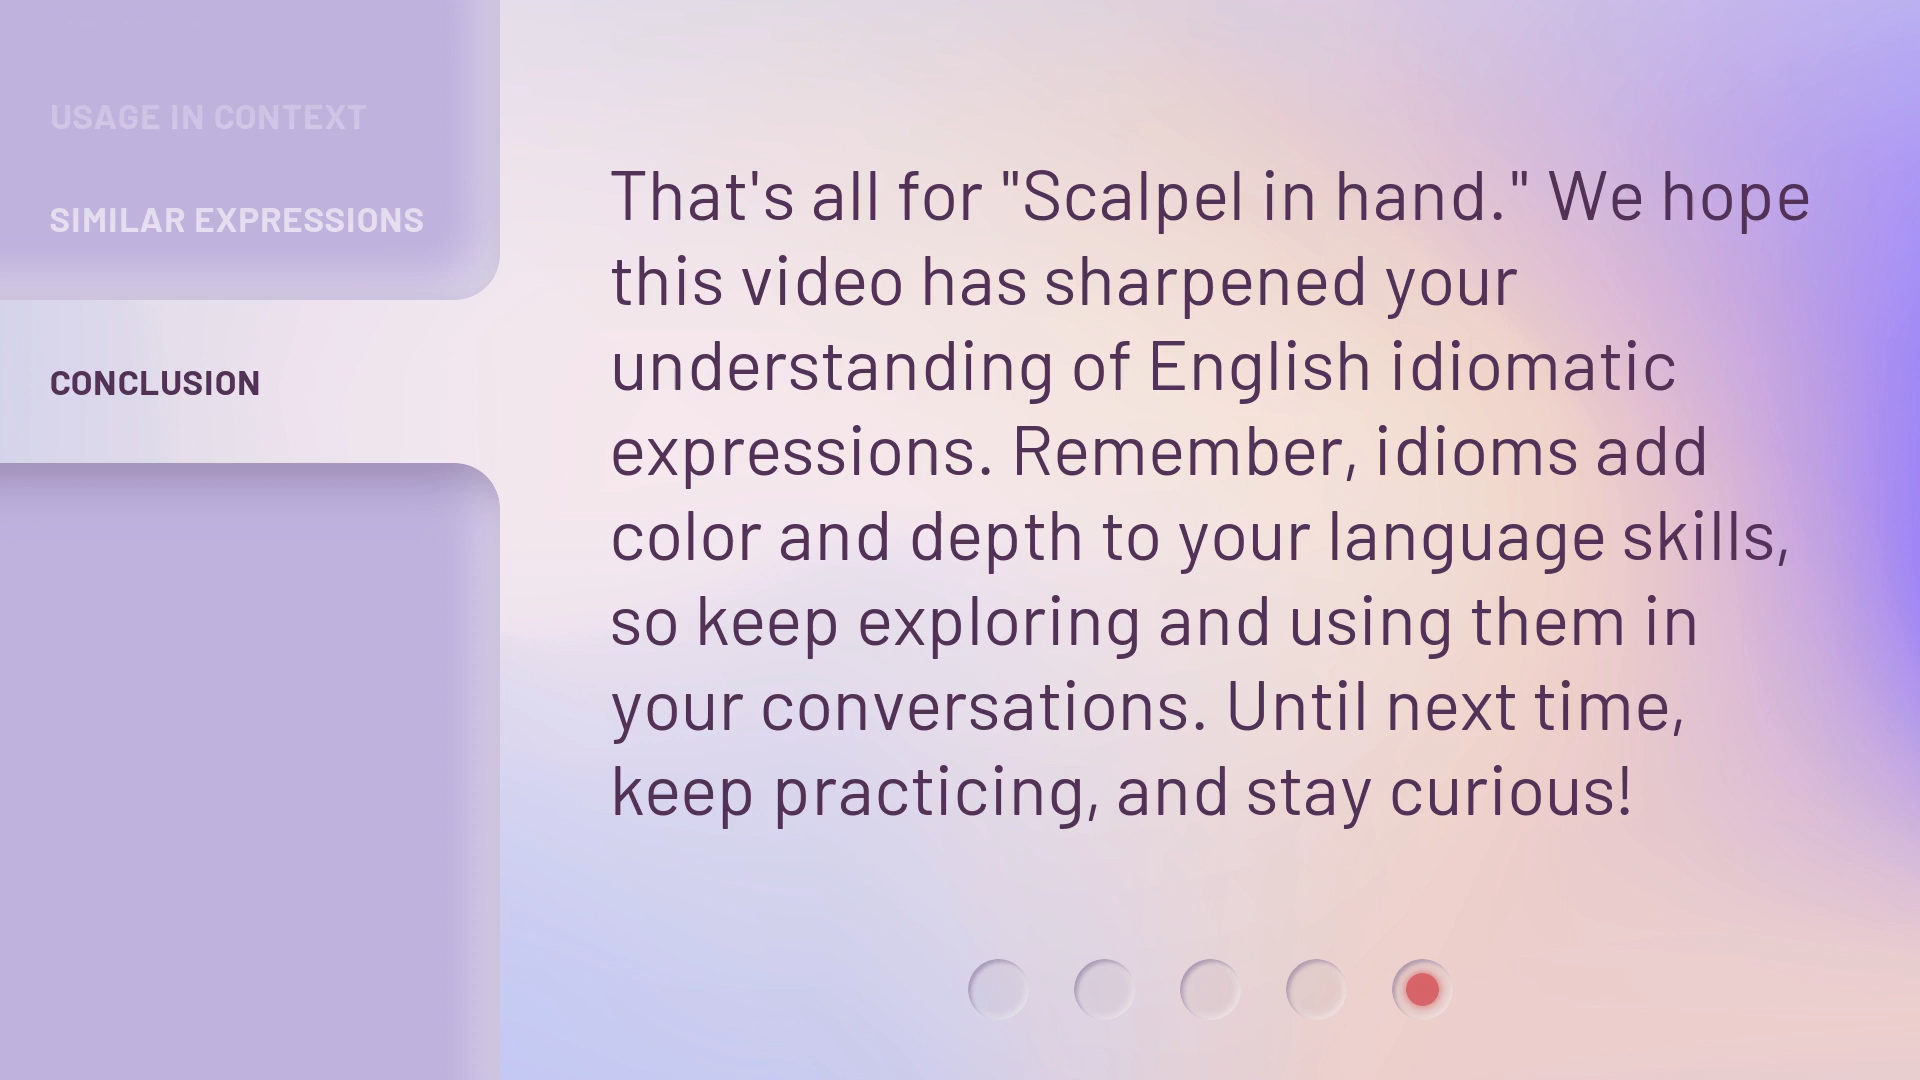 USAGE IN CONTEXT
SIMILAR EXPRESSIONS
CONCLUSION
That's all for "Scalpel in hand." We hope
this video has sharpened your
understanding of English idiomatic
expressions. Remember, idioms add
color and depth to your language skills,
so keep exploring and using them in
your conversations. Until next time,
keep practicing, and stay curious!